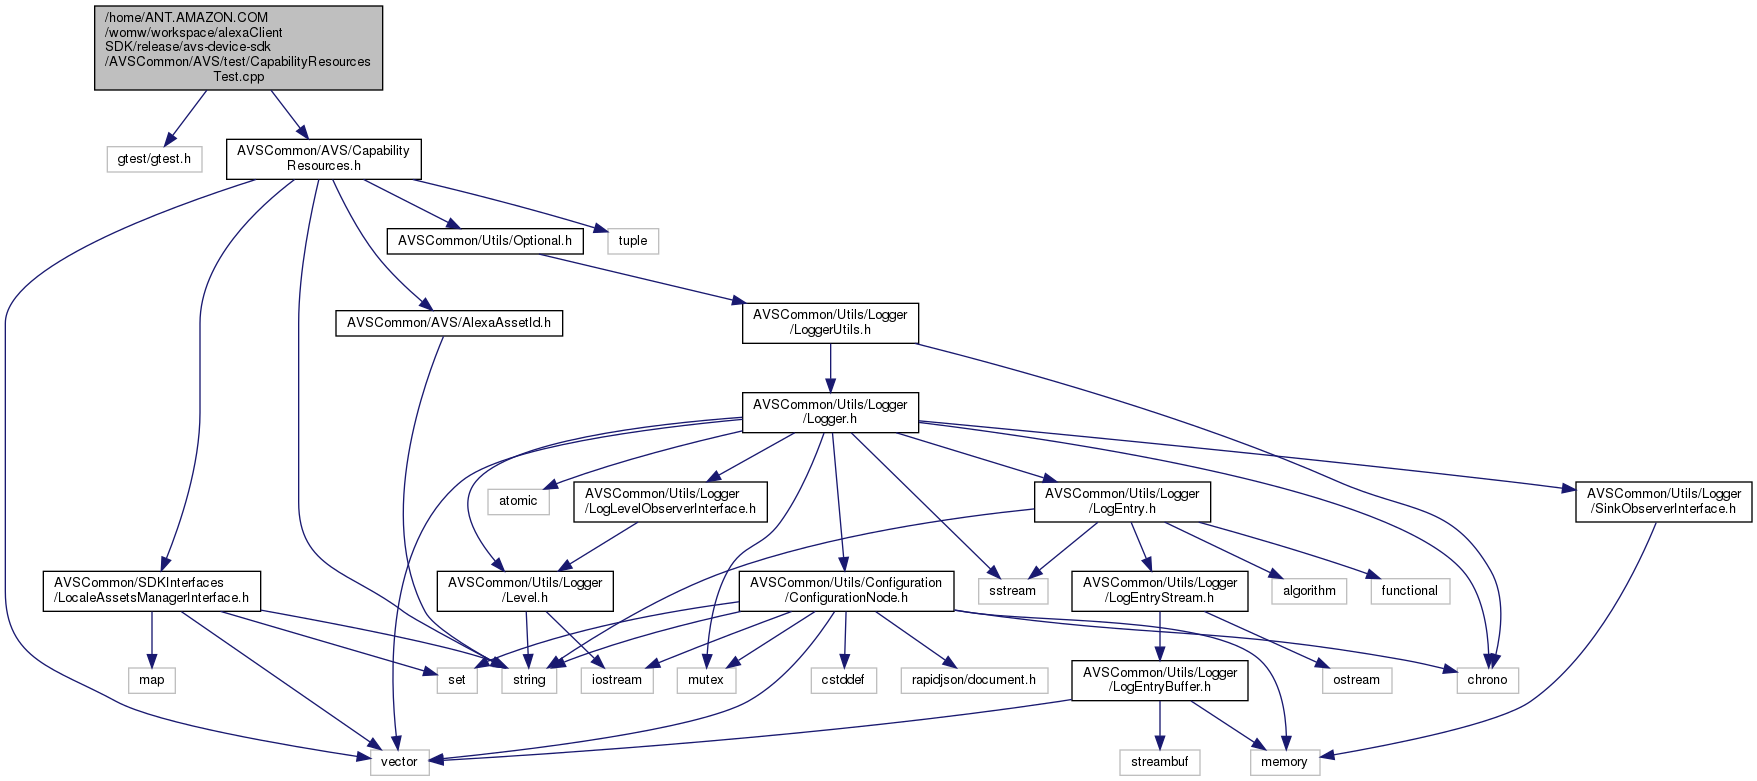 /home/ANT.AMAZON.COM
/womw/workspace/alexaClient
SDK/release/avs-device-sdk
/AVSCommon/AVS/test/CapabilityResources
Test.cpp
gtest/gtest.h
AVSCommon/AVS/Capability
Resources.h
AVSCommon/Utils/Optional.h
tuple
AVSCommon/AVS/AlexaAssetId.h
AVSCommon/Utils/Logger
/LoggerUtils.h
AVSCommon/Utils/Logger
/Logger.h
atomic
AVSCommon/Utils/Logger
/LogLevelObserverInterface.h
AVSCommon/Utils/Logger
/LogEntry.h
AVSCommon/Utils/Logger
/SinkObserverInterface.h
AVSCommon/SDKInterfaces
/LocaleAssetsManagerInterface.h
AVSCommon/Utils/Logger
/Level.h
AVSCommon/Utils/Configuration
/ConfigurationNode.h
sstream
AVSCommon/Utils/Logger
/LogEntryStream.h
algorithm
functional
map
set
string
iostream
mutex
cstddef
rapidjson/document.h
AVSCommon/Utils/Logger
/LogEntryBuffer.h
ostream
chrono
vector
streambuf
memory